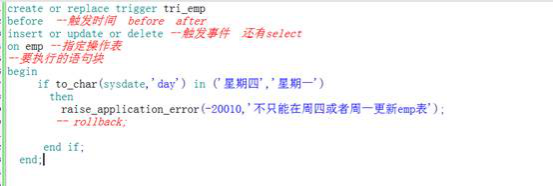 create or replace trigger tri_emp
before --触发时间 before after
insert or update or delete --触发事件 还有select
on emp --指定操作表
--要执行的语句块
begin
if to_char(sysdate,'day') in ('星期四','星期一')
then
raise_application_error(-20010,'不只能在周四或者周一更新emp表');
-- rollback;
end if;
end;